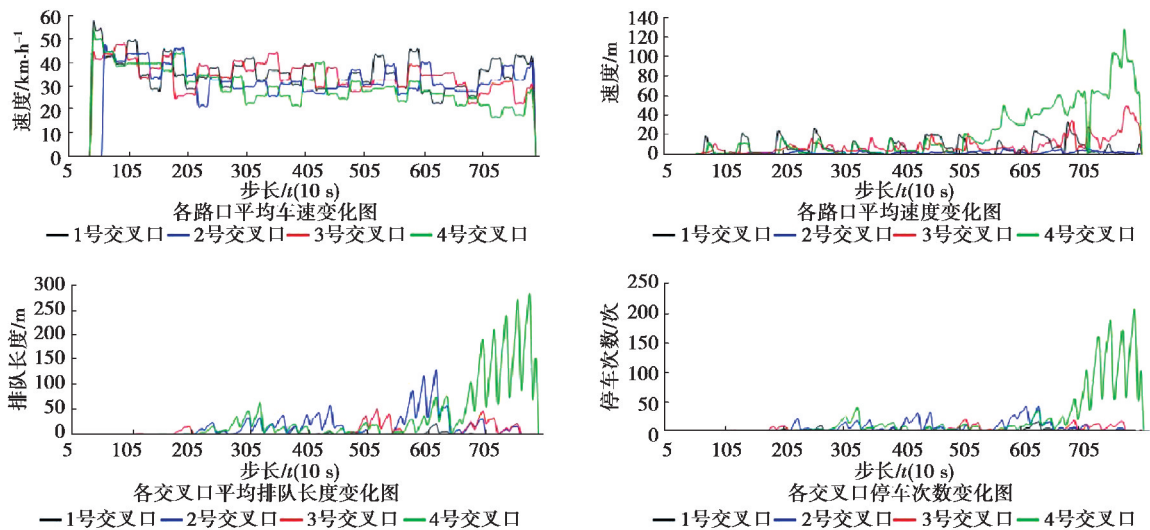 60
50
40
30
20
10
0
速度/km·h⁻¹
5 105 205 305 405 505 605 705
步长/t(10 s)
各路口平均车速变化图
1号交叉口 2号交叉口 3号交叉口 4号交叉口
140
120
100
80
60
40
20
0
速度/m
5 105 205 305 405 505 605 705
步长/t(10 s)
各路口平均速度变化图
1号交叉口 2号交叉口 3号交叉口 4号交叉口
300
250
200
150
100
50
0
排队长度/m
5 105 205 305 405 505 605 705
步长/t(10 s)
各交叉口平均排队长度变化图
1号交叉口 2号交叉口 3号交叉口 4号交叉口
250
200
150
100
50
0
停车次数/次
5 105 205 305 405 505 605 705
步长/t(10 s)
各交叉口停车次数变化图
1号交叉口 2号交叉口 3号交叉口 4号交叉口